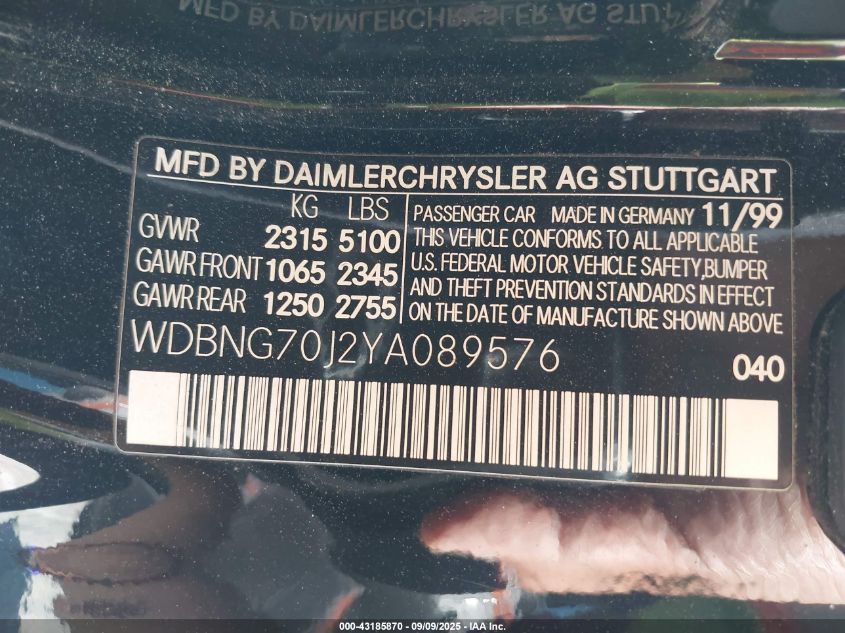 MFD BY DAIMLERCHRYSLER AG STUTTGART
KG LBS
GVWR 2315 5100
GAWR FRONT 1065 2345
GAWR REAR 1250 2755
PASSENGER CAR MADE IN GERMANY 11/99
THIS VEHICLE CONFORMS TO ALL APPLICABLE
U.S. FEDERAL MOTOR VEHICLE SAFETY,BUMPER
AND THEFT PREVENTION STANDARDS IN EFFECT
ON THE DATE OF MANUFACTURE SHOWN ABOVE
WDBNG70J2YA089576
040
000-43185870 - 09/09/2025 - IAA Inc.